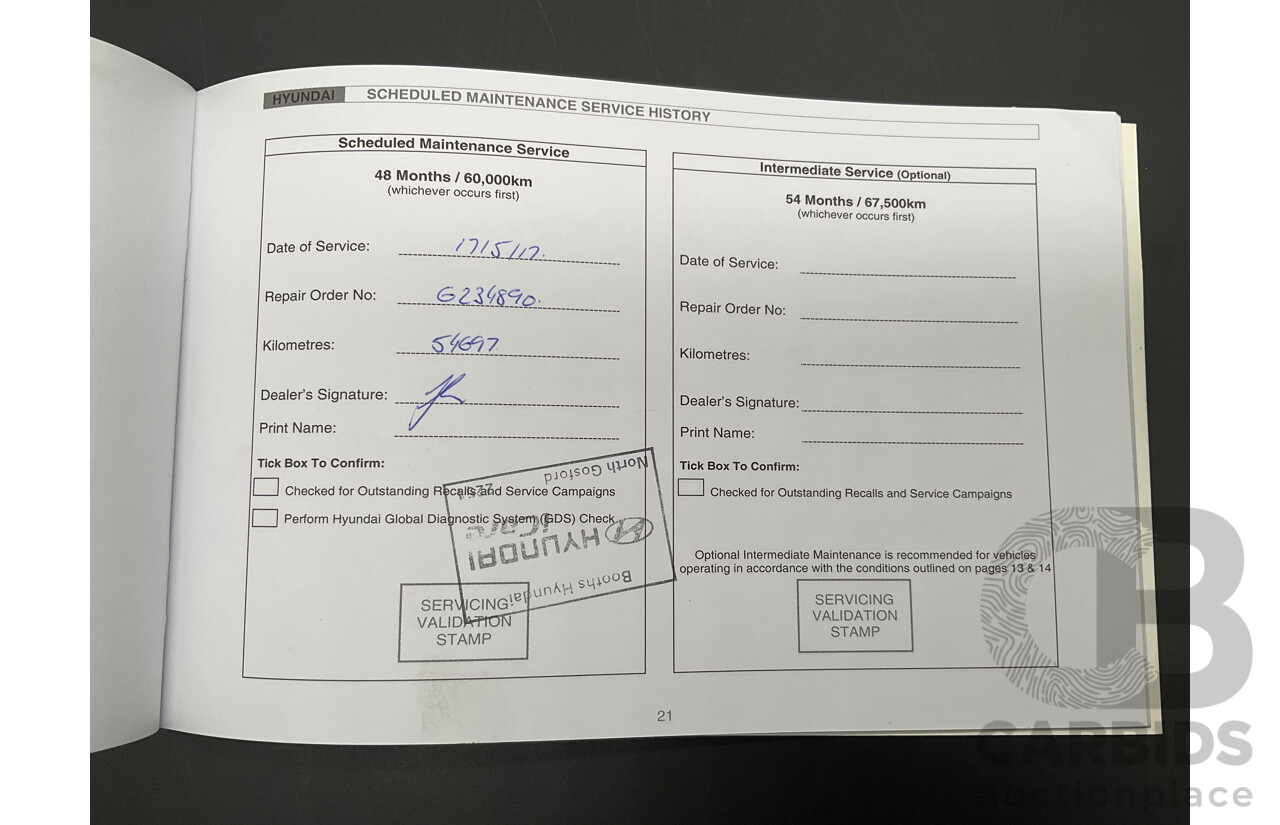 HYUNDAI SCHEDULED MAINTENANCE SERVICE HISTORY
Scheduled Maintenance Service
48 Months / 60,000km
(whichever occurs first)
Date of Service: 17/5/17.
Repair Order No: G234890.
Kilometres: 54697
Dealer's Signature:
Print Name:
Tick Box To Confirm:
Checked for Outstanding Recalls and Service Campaigns
Perform Hyundai Global Diagnostic System (GDS) Check
SERVICING
VALIDATION
STAMP
Booths Hyundai
HYUNDAI
iCare
North Gosford
Intermediate Service (Optional)
54 Months / 67,500km
(whichever occurs first)
Date of Service:
Repair Order No:
Kilometres:
Dealer's Signature:
Print Name:
Tick Box To Confirm:
Checked for Outstanding Recalls and Service Campaigns
Optional Intermediate Maintenance is recommended for vehicles
operating in accordance with the conditions outlined on pages 13 & 14
SERVICING
VALIDATION
STAMP
21
CB
CARBIDS
auctionplace